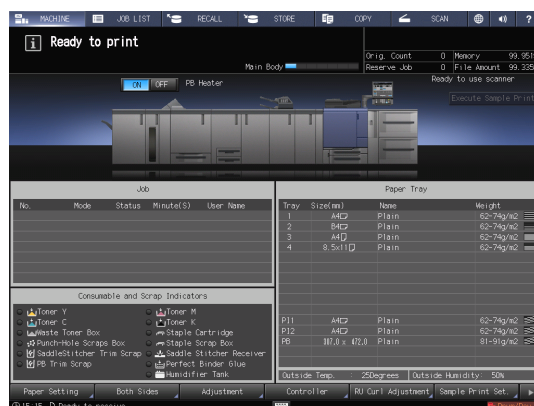 MACHINE JOB LIST RECALL STORE COPY SCAN ?
Ready to print
Main Body
Orig. Count 0 Memory 99.951
Reserve Job 0 File Amount 99.335
Ready to use scanner
ON OFF PB Heater
Execute Sample Print
Job
No. Mode Status Minute(S) User Name
Paper Tray
Tray Size(mm) Name Weight
1 A4 Plain 62-74g/m2
2 B4 Plain 62-74g/m2
3 A4 Plain 62-74g/m2
4 8.5x11 Plain 62-74g/m2
PI1 A4 Plain 62-74g/m2
PI2 A4 Plain 62-74g/m2
PB 307.0 x 472.0 Plain 81-91g/m2
Consumable and Scrap Indicators
Toner Y Toner M
Toner C Toner K
Waste Toner Box Staple Cartridge
Punch-Hole Scraps Box Staple Scrap Box
SaddleStitcher Trim Scrap Saddle Stitcher Receiver
PB Trim Scrap Perfect Binder Glue
Humidifier Tank
Outside Temp. : 25Degrees Outside Humidity: 50%
Paper Setting Both Sides Adjustment Controller RU Curl Adjustment Sample Print Set.